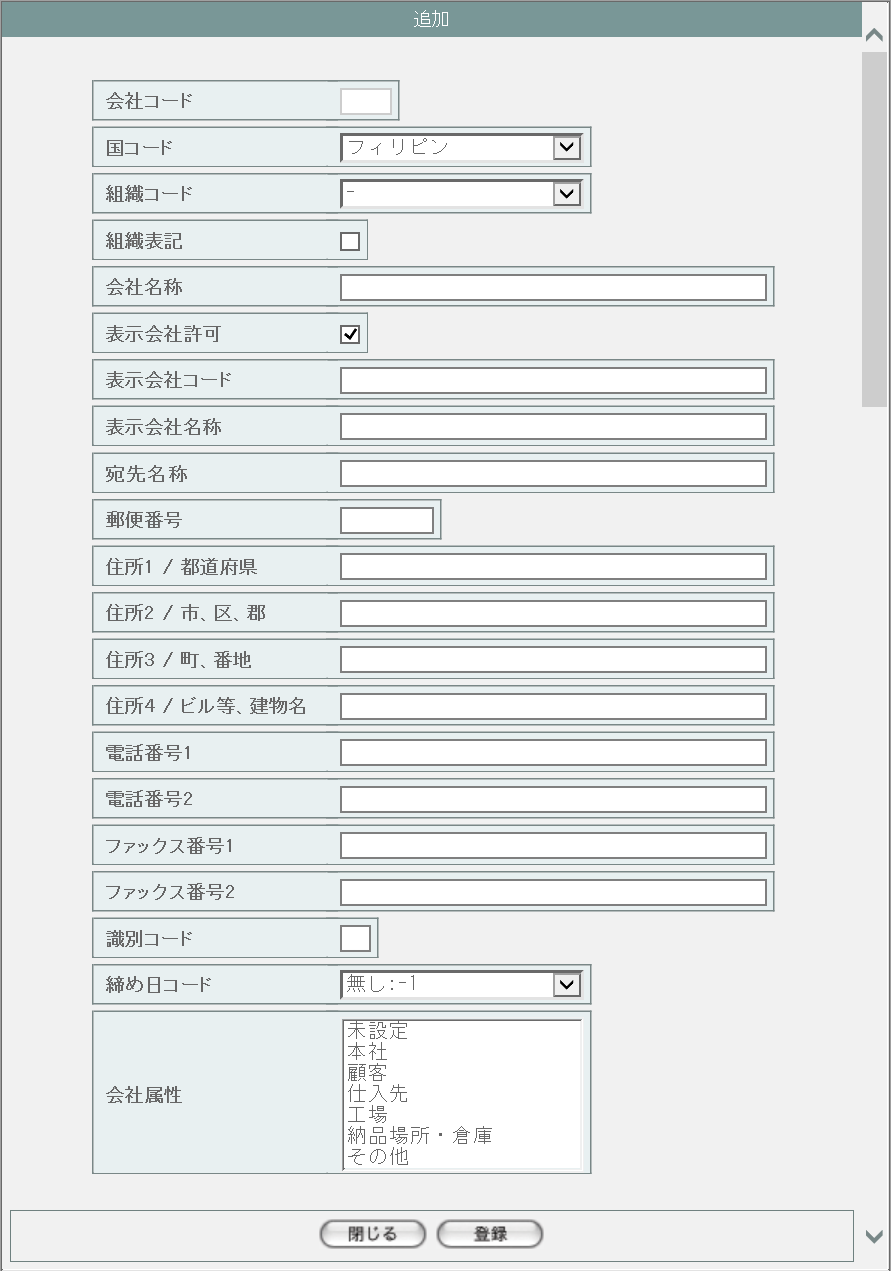 追加
会社コード
国コード フィリピン
組織コード -
組織表記
会社名称
表示会社許可
表示会社コード
表示会社名称
宛先名称
郵便番号
住所1 / 都道府県
住所2 / 市、区、郡
住所3 / 町、番地
住所4 / ビル等、建物名
電話番号1
電話番号2
ファックス番号1
ファックス番号2
識別コード
締め日コード 無し:-1
会社属性
未設定
本社
顧客
仕入先
工場
納品場所・倉庫
その他
閉じる 登録